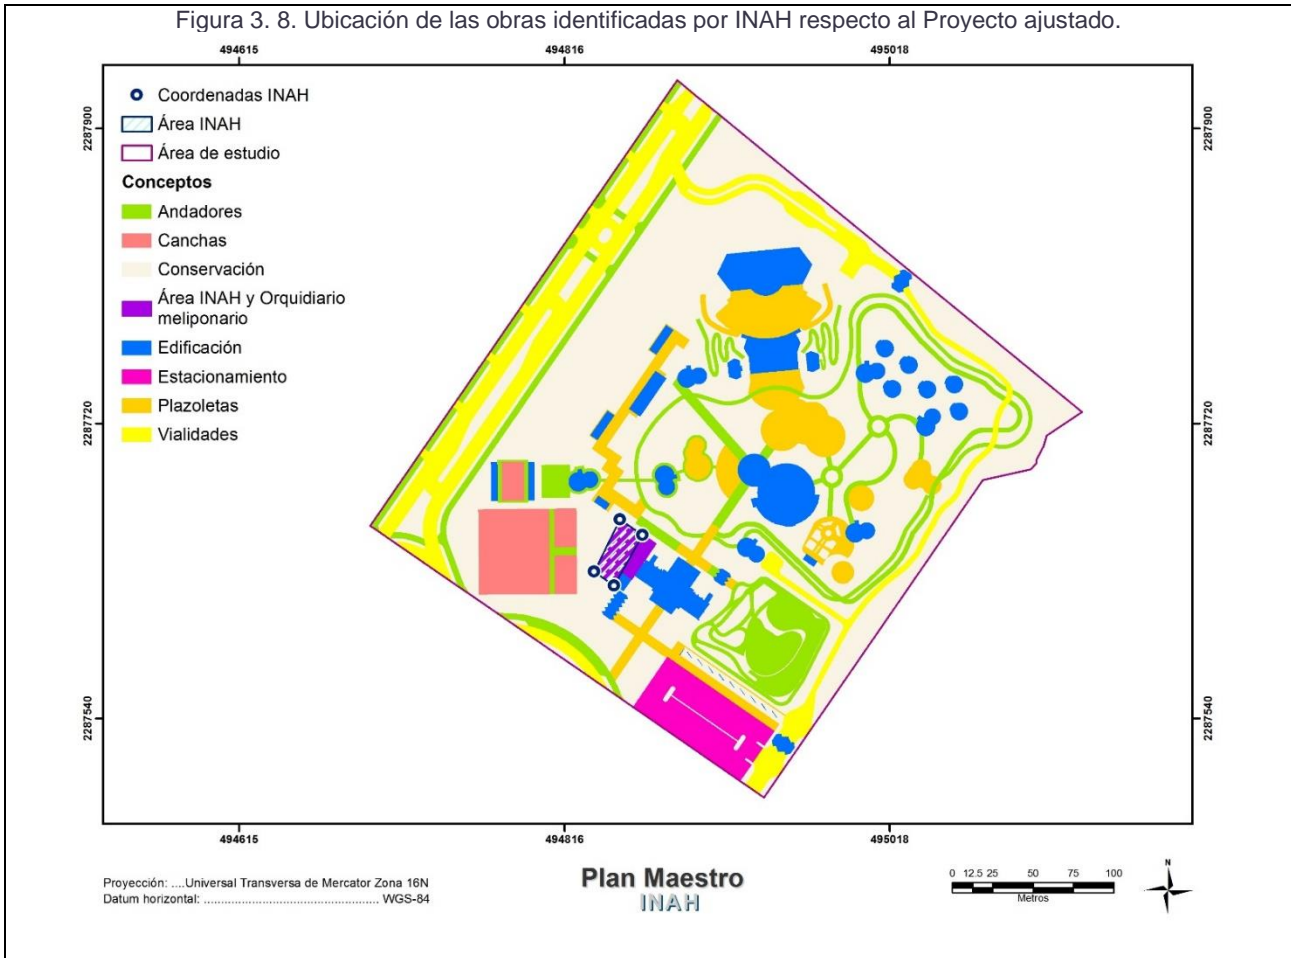 Figura 3. 8. Ubicación de las obras identificadas por INAH respecto al Proyecto ajustado.
494615 494816 495018
Coordenadas INAH
Área INAH
Área de estudio
Conceptos
Andadores
Canchas
Conservación
Área INAH y Orquidiario
meliponario
Edificación
Estacionamiento
Plazoletas
Vialidades
2287900
2287720
2287540
2287900
2287720
2287540
494615 494816 495018
Proyección: ....Universal Transversa de Mercator Zona 16N
Datum horizontal: ................................................ WGS-84
Plan Maestro
INAH
0 12.5 25 50 75 100
Metros
N